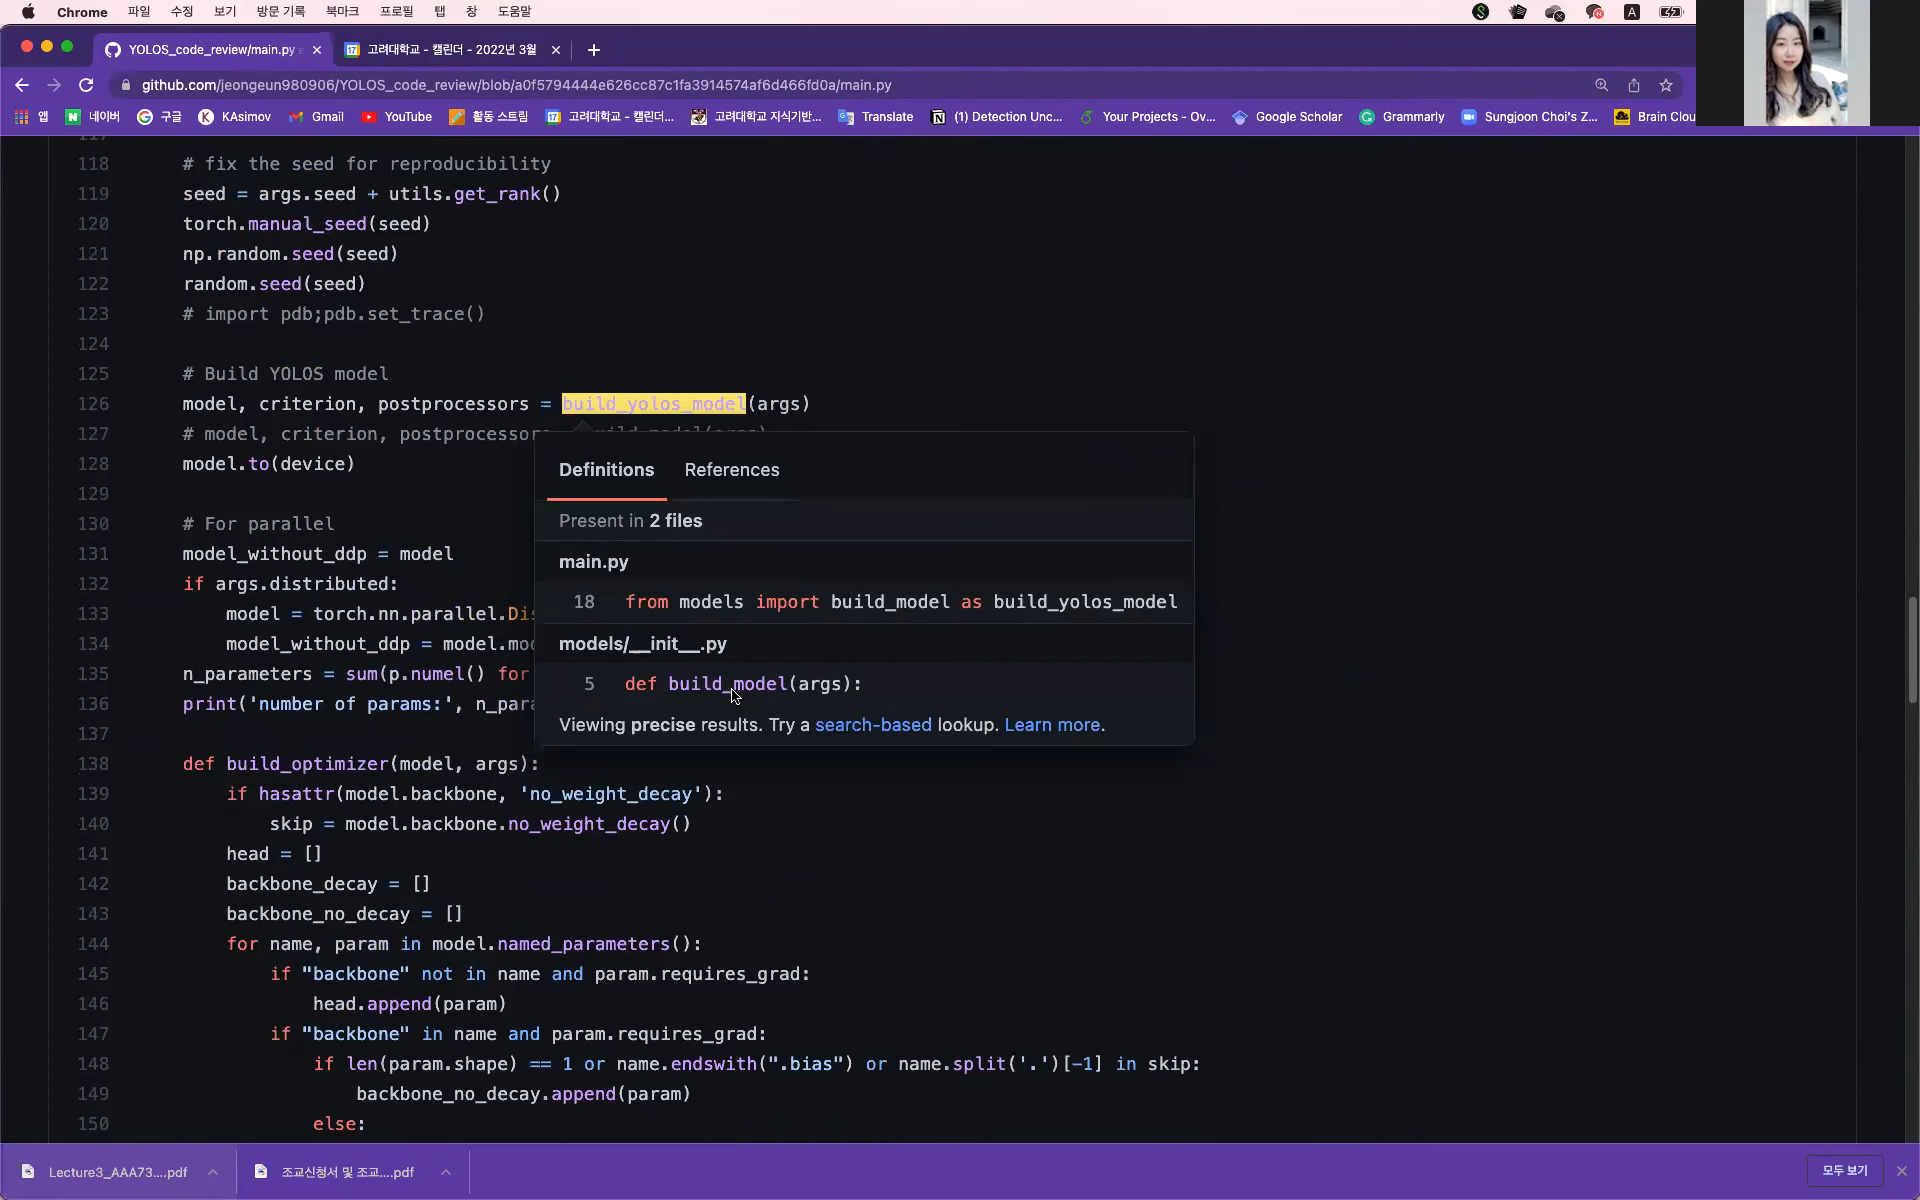 Chrome 파일 수정 보기 방문 기록 북마크 프로필 탭 창 도움말
YOLOS_code_review/main.py 고려대학교 - 캘린더 - 2022년 3월
github.com/jeongeun980906/YOLOS_code_review/blob/a0f5794444e626cc87c1fa3914574af6d466fd0a/main.py
앱 네이버 구글 KAsimov Gmail YouTube 활동 스트림 고려대학교 - 캘린더... 고려대학교 지식기반... Translate (1) Detection Unc... Your Projects - Ov... Google Scholar Grammarly Sungjoon Choi's Z... Brain Clou
117
118 # fix the seed for reproducibility
119 seed = args.seed + utils.get_rank()
120 torch.manual_seed(seed)
121 np.random.seed(seed)
122 random.seed(seed)
123 # import pdb;pdb.set_trace()
124
125 # Build YOLOS model
126 model, criterion, postprocessors = build_yolos_model(args)
127 # model, criterion, postprocessors
128 model.to(device)
129
130 # For parallel
131 model_without_ddp = model
132 if args.distributed:
133 model = torch.nn.parallel.Di
134 model_without_ddp = model.mo
135 n_parameters = sum(p.numel() for
136 print('number of params:', n_para
137
138 def build_optimizer(model, args):
139 if hasattr(model.backbone, 'no_weight_decay'):
140 skip = model.backbone.no_weight_decay()
141 head = []
142 backbone_decay = []
143 backbone_no_decay = []
144 for name, param in model.named_parameters():
145 if "backbone" not in name and param.requires_grad:
146 head.append(param)
147 if "backbone" in name and param.requires_grad:
148 if len(param.shape) == 1 or name.endswith(".bias") or name.split('.')[-1] in skip:
149 backbone_no_decay.append(param)
150 else:
Definitions References
Present in 2 files
main.py
18 from models import build_model as build_yolos_model
models/__init__.py
5 def build_model(args):
Viewing precise results. Try a search-based lookup. Learn more.
Lecture3_AAA73....pdf 조교신청서 및 조교....pdf 모두 보기